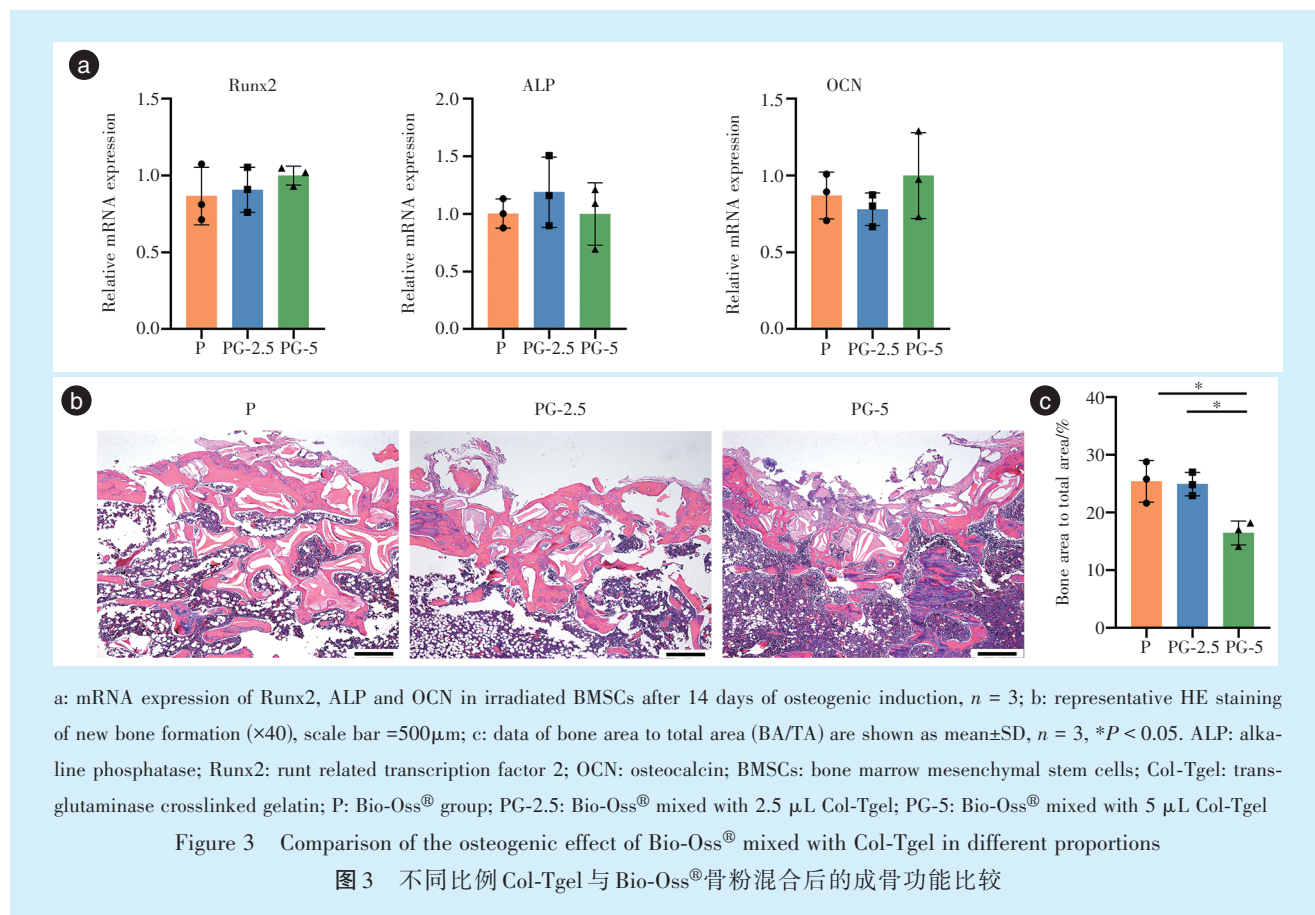 a
Runx2
ALP
OCN
Relative mRNA expression
1.5
1.0
0.5
0.0
P PG-2.5 PG-5
Relative mRNA expression
2.0
1.5
1.0
0.5
0.0
P PG-2.5 PG-5
Relative mRNA expression
1.5
1.0
0.5
0.0
P PG-2.5 PG-5
b
P
PG-2.5
PG-5
c
Bone area to total area/%
40
30
20
10
0
*
*
P PG-2.5 PG-5
a: mRNA expression of Runx2, ALP and OCN in irradiated BMSCs after 14 days of osteogenic induction, n = 3; b: representative HE staining
of new bone formation (×40), scale bar =500μm; c: data of bone area to total area (BA/TA) are shown as mean±SD, n = 3, *P < 0.05. ALP: alka-
line phosphatase; Runx2: runt related transcription factor 2; OCN: osteocalcin; BMSCs: bone marrow mesenchymal stem cells; Col-Tgel: trans-
glutaminase crosslinked gelatin; P: Bio-Oss® group; PG-2.5: Bio-Oss® mixed with 2.5 μL Col-Tgel; PG-5: Bio-Oss® mixed with 5 μL Col-Tgel
Figure 3 Comparison of the osteogenic effect of Bio-Oss® mixed with Col-Tgel in different proportions
图3 不同比例Col-Tgel与Bio-Oss®骨粉混合后的成骨功能比较